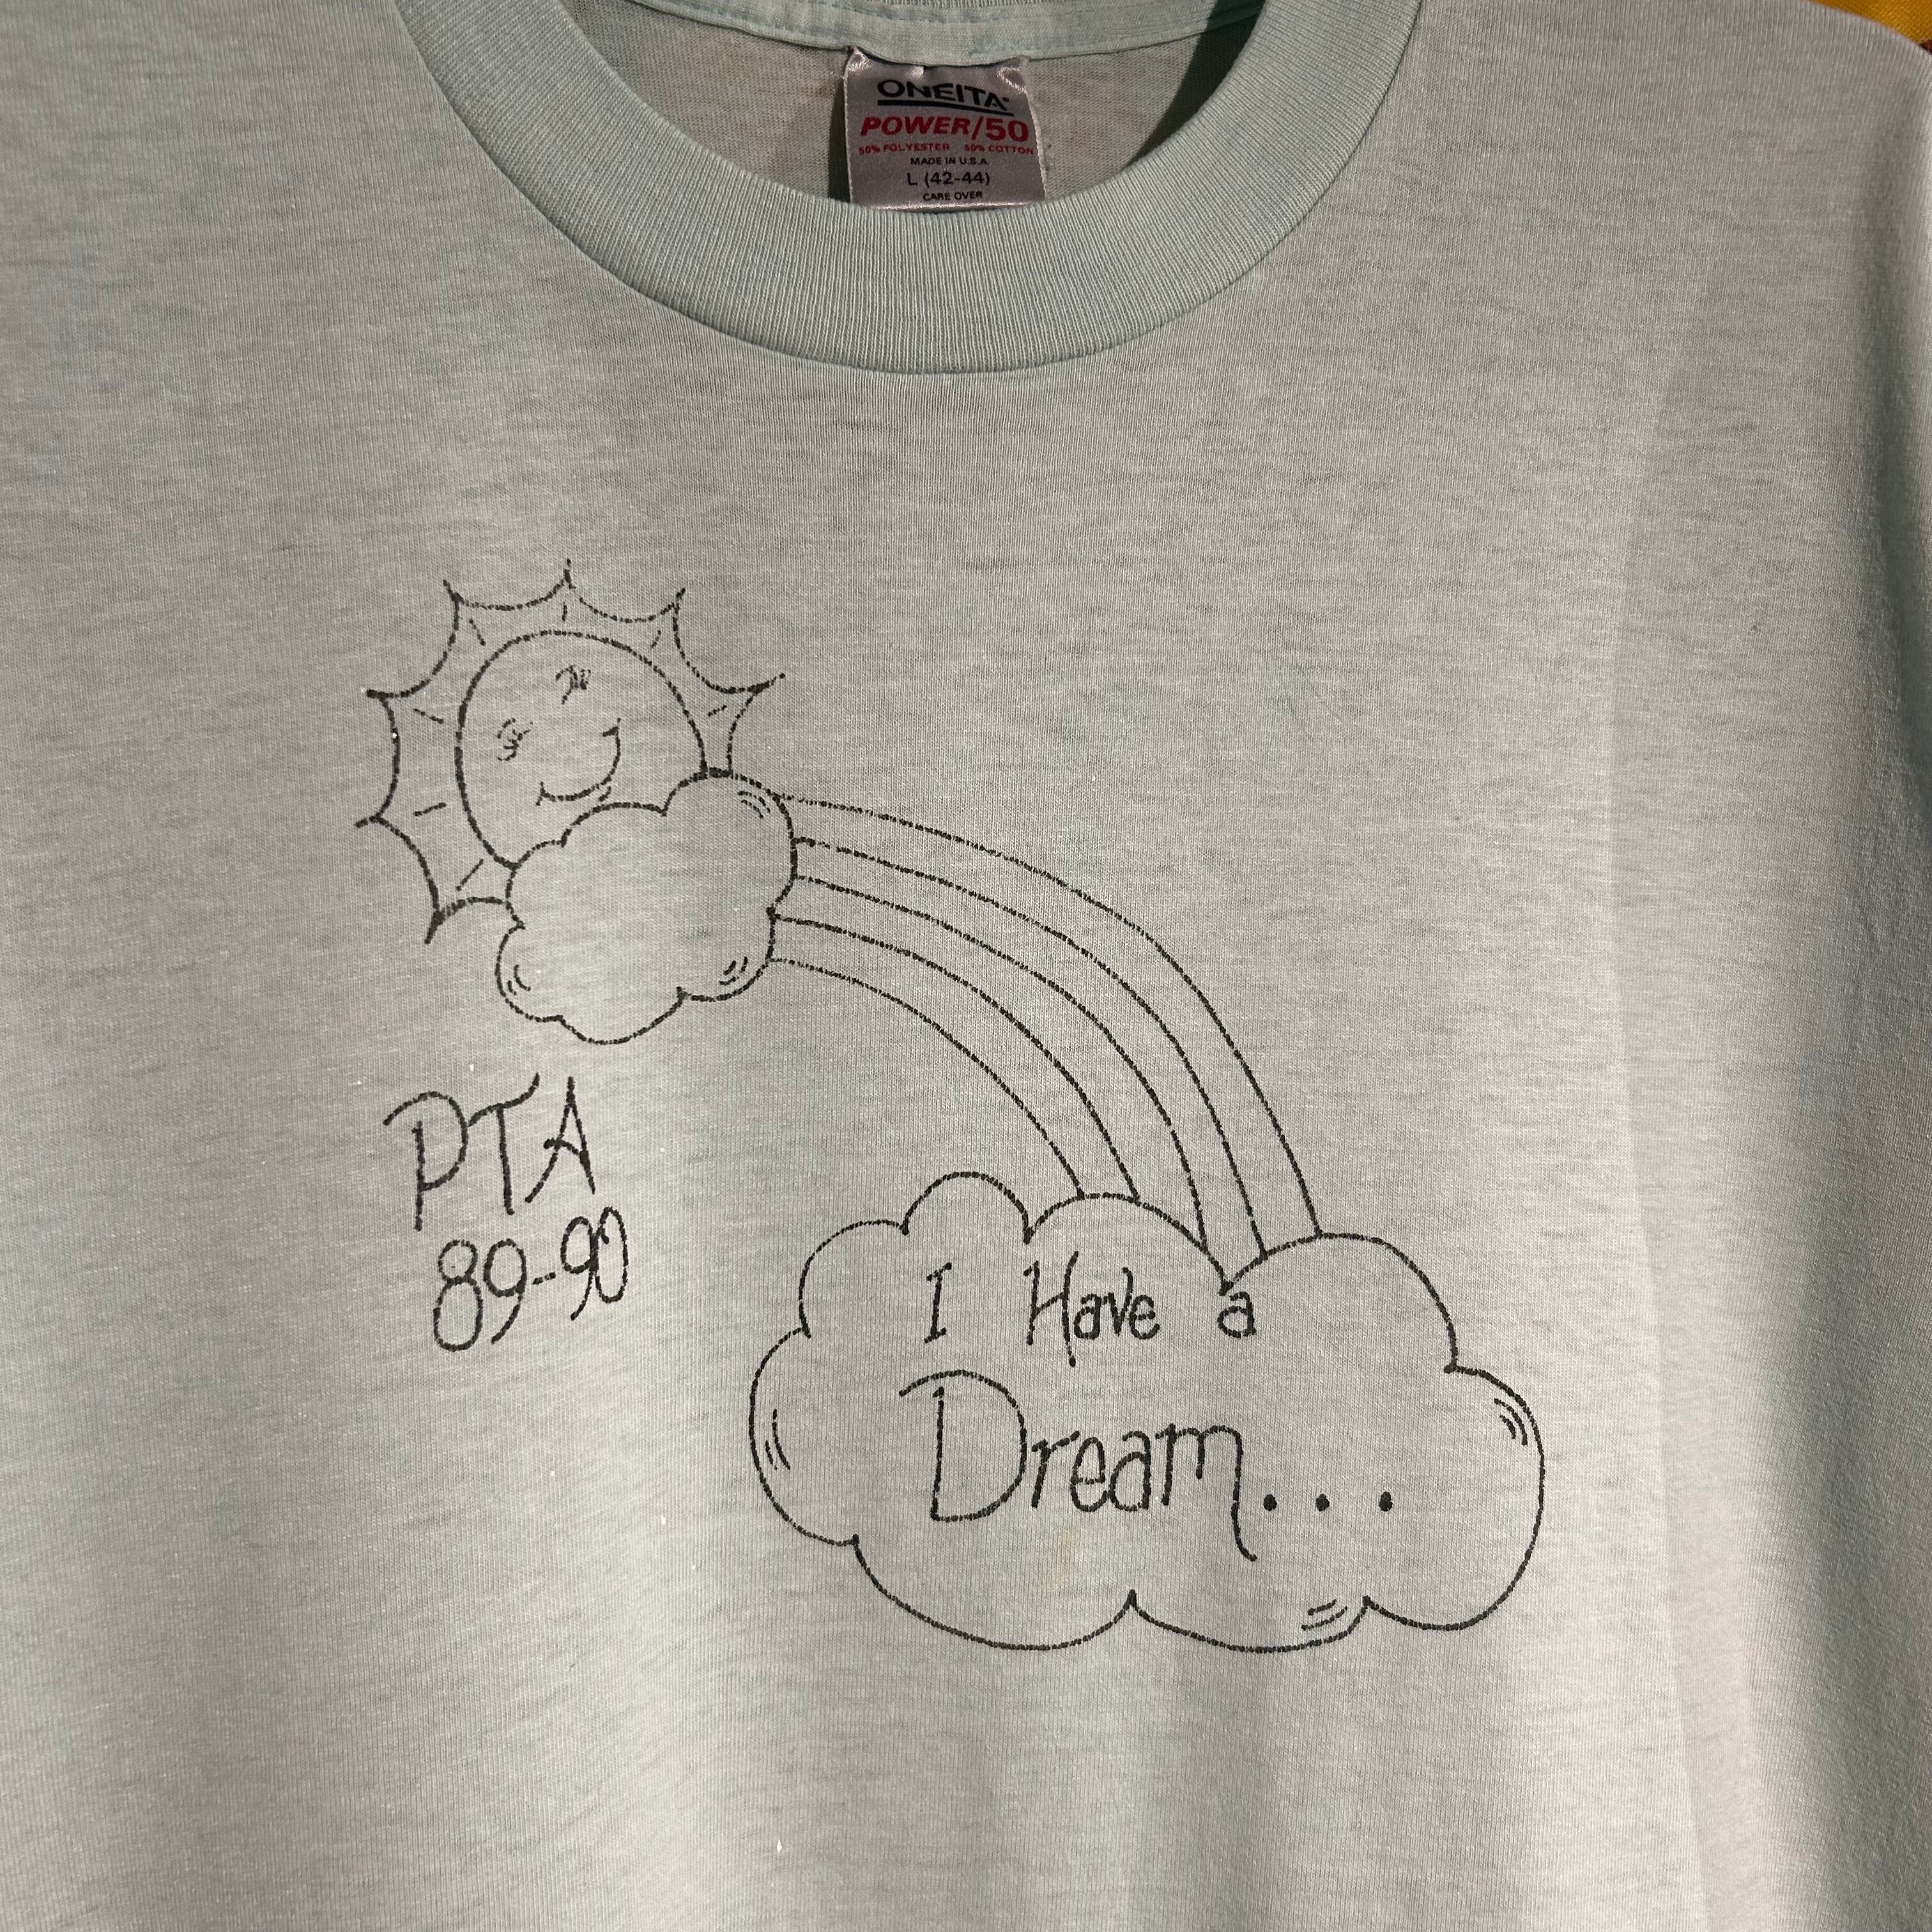 ONEITA
POWER/50
50% POLYESTER 50% COTTON
MADE IN U.S.A.
L (42-44)
CARE OVER
PTA
89-90
I Have a
Dream...